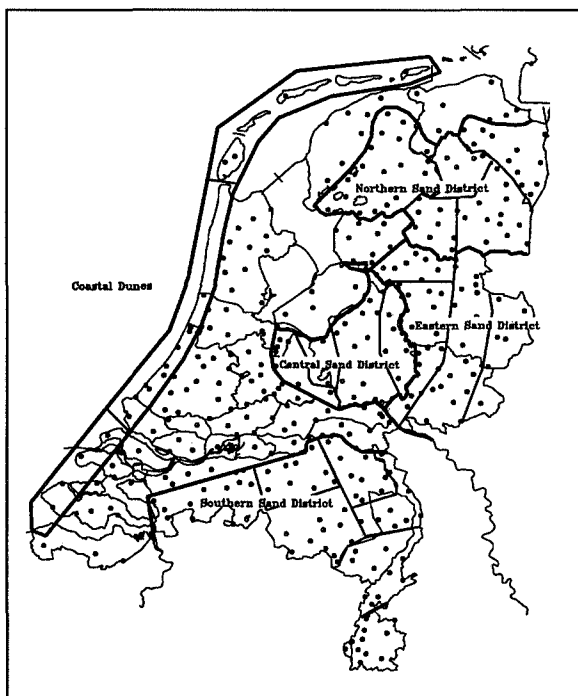 Northern Sand District
Coastal Dunes
Eastern Sand District
Central Sand District
Southern Sand District